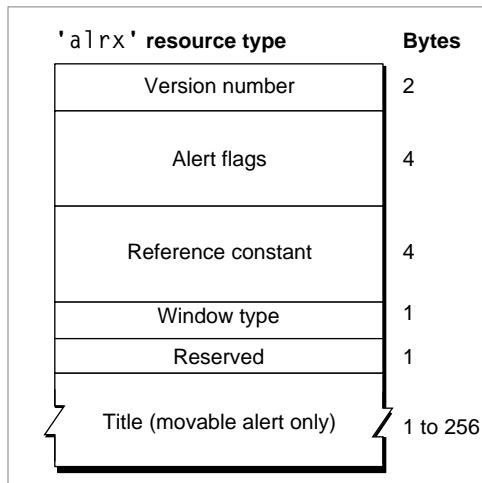 'alrx' resource type Bytes
Version number 2
Alert flags 4
Reference constant 4
Window type 1
Reserved 1
Title (movable alert only) 1 to 256